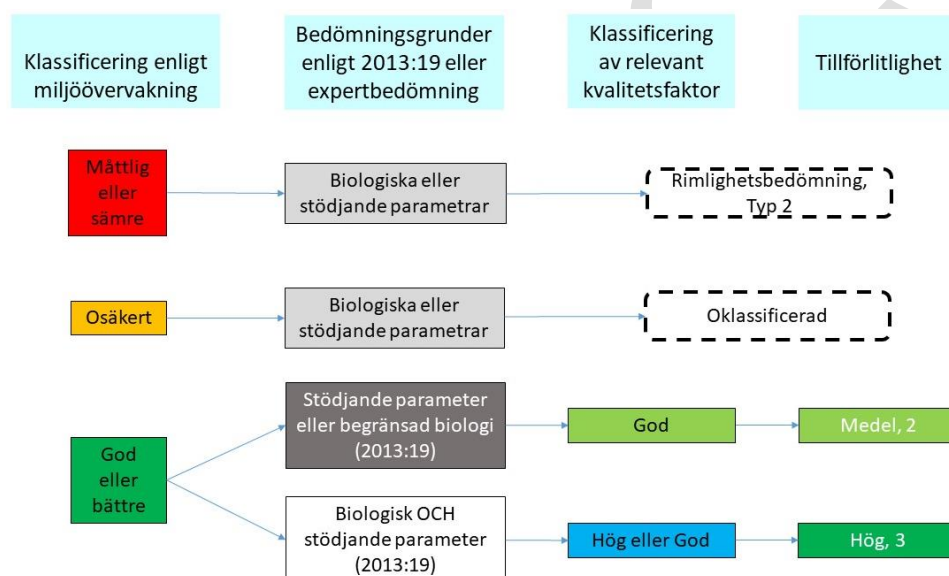 Klassificering enligt
miljöövervakning
Bedömningsgrunder
enligt 2013:19 eller
expertbedömning
Klassificering
av relevant
kvalitetsfaktor
Tillförlitlighet
Måttlig
eller
sämre
Biologiska eller
stödjande parametrar
Rimlighetsbedömning,
Typ 2
Osäkert
Biologiska eller
stödjande parametrar
Oklassificerad
God
eller
bättre
Stödjande parameter
eller begränsad biologi
(2013:19)
God
Medel, 2
Biologisk OCH
stödjande parameter
(2013:19)
Hög eller God
Hög, 3